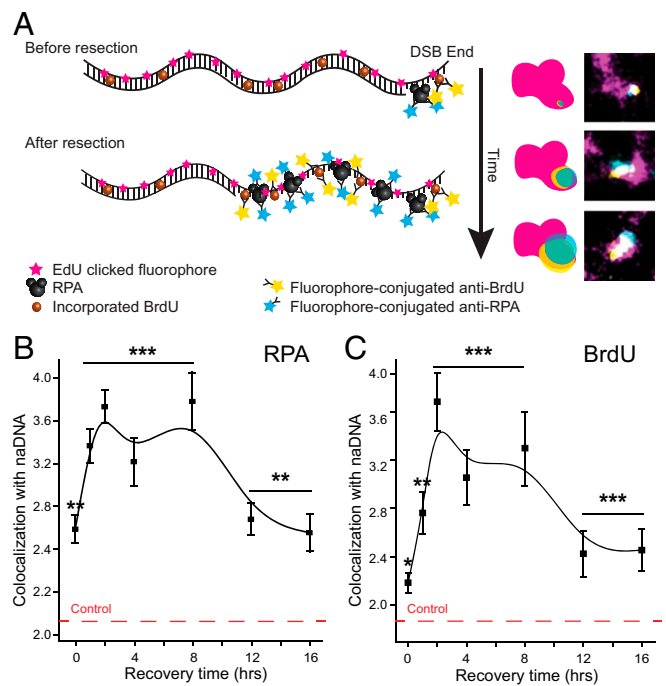 A
Before resection
DSB End
After resection
Time
EdU clicked fluorophore
RPA
Incorporated BrdU
Fluorophore-conjugated anti-BrdU
Fluorophore-conjugated anti-RPA
B
RPA
Colocalization with naDNA
4.0
3.6
3.2
2.8
2.4
2.2
2.0
**
***
**
Control
0 4 8 12 16
Recovery time (hrs)
C
BrdU
Colocalization with naDNA
4.0
3.6
3.2
2.8
2.4
2.0
*
**
***
***
Control
0 4 8 12 16
Recovery time (hrs)